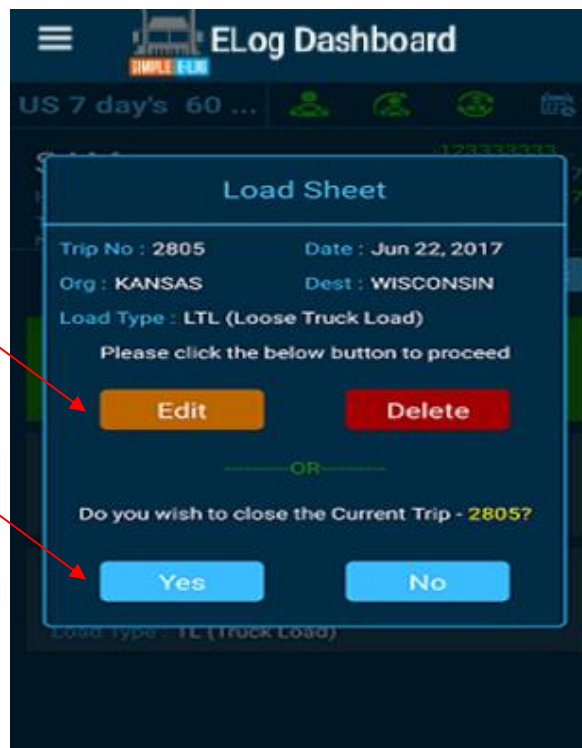 ELog Dashboard
SIMPLE E-LOG
US 7 day's 60 ...
Load Sheet
Trip No : 2805 Date : Jun 22, 2017
Org : KANSAS Dest : WISCONSIN
Load Type : LTL (Loose Truck Load)
Please click the below button to proceed
Edit Delete
OR
Do you wish to close the Current Trip - 2805?
Yes No
Load Type : TL (Truck Load)